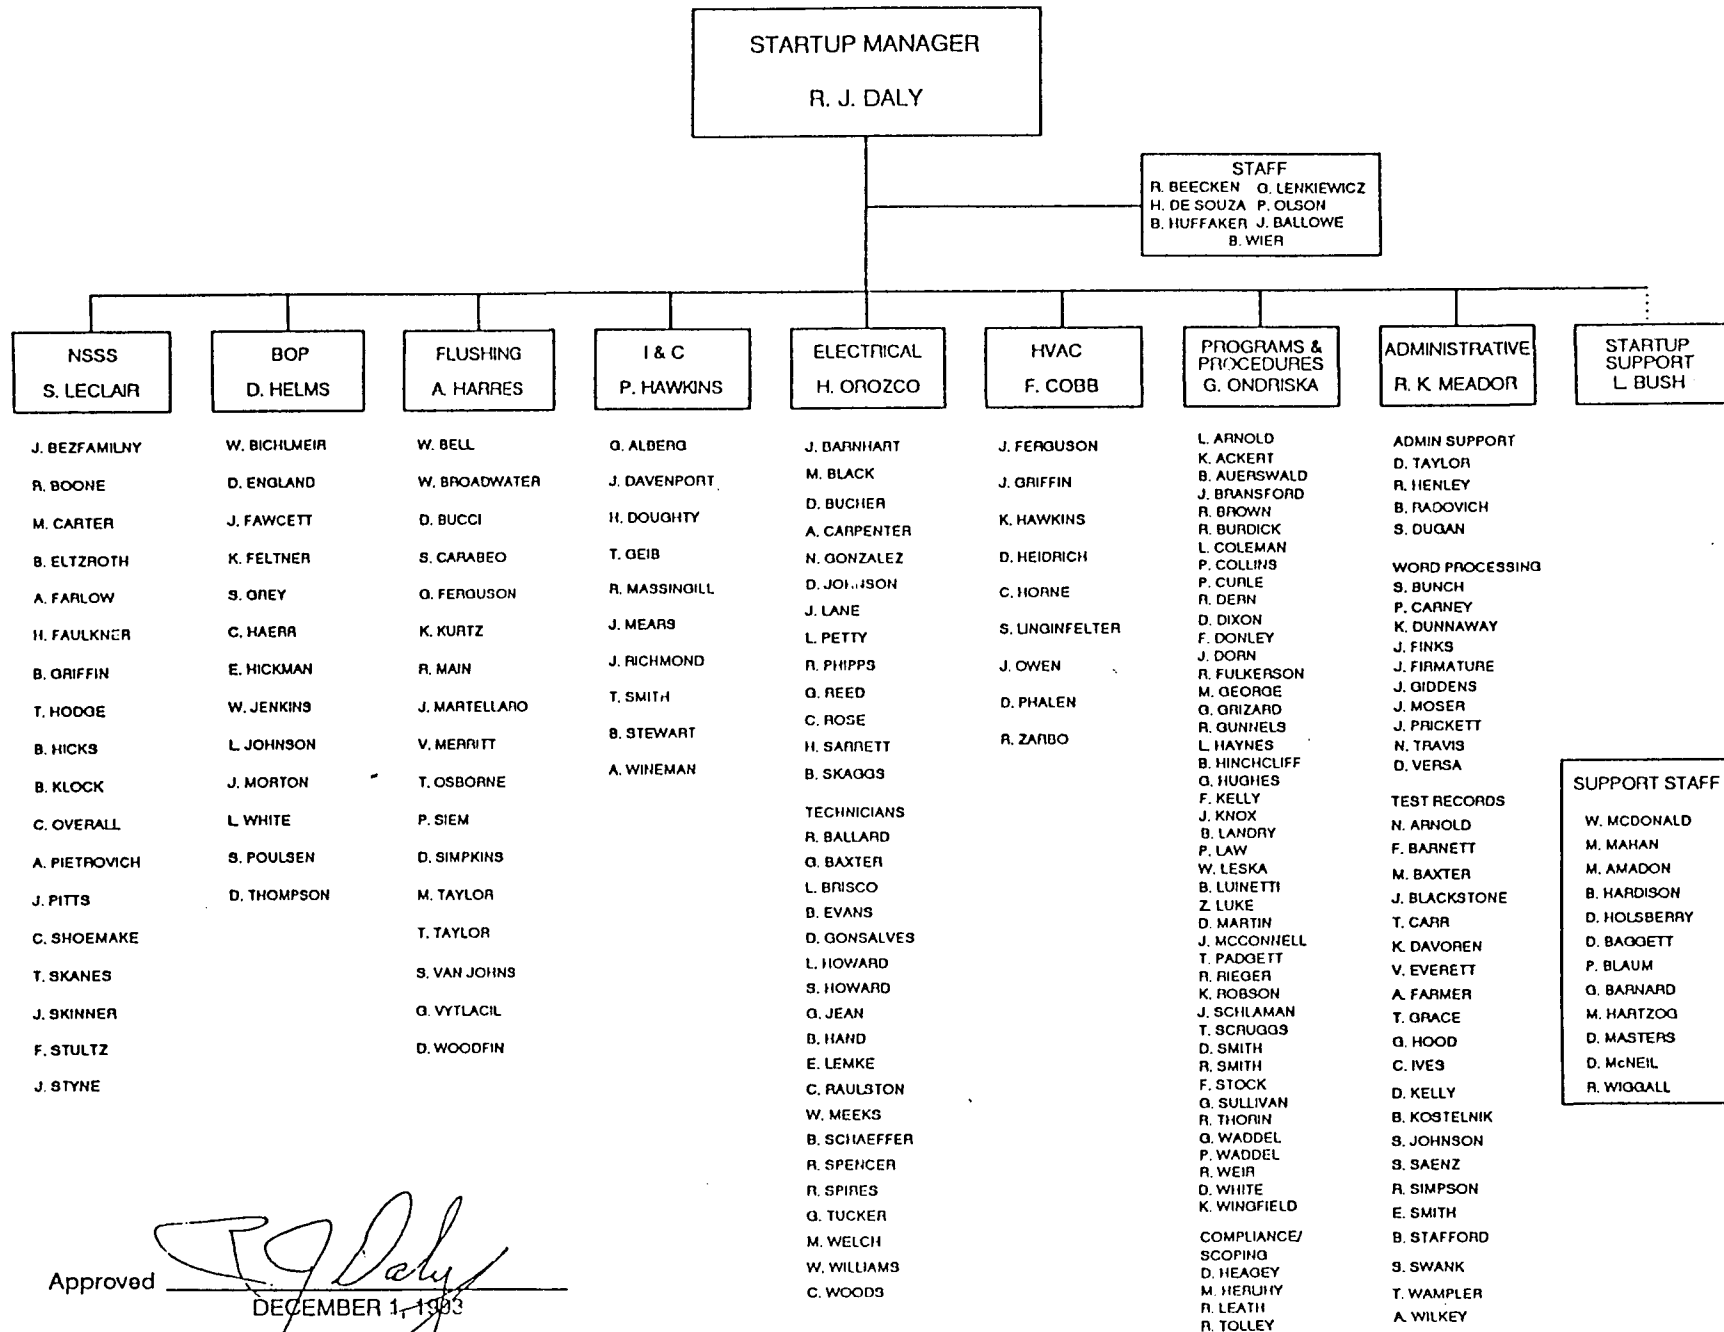 STARTUP MANAGER
R. J. DALY
STAFF
R. BEECKEN G. LENKIEWICZ
H. DE SOUZA P. OLSON
B. HUFFAKER J. BALLOWE
B. WIER
NSSS
S. LECLAIR
J. BEZFAMILNY
R. BOONE
M. CARTER
B. ELTZROTH
A. FARLOW
H. FAULKNER
B. GRIFFIN
T. HODGE
B. HICKS
B. KLOCK
C. OVERALL
A. PIETROVICH
J. PITTS
C. SHOEMAKE
T. SKANES
J. SKINNER
F. STULTZ
J. STYNE
BOP
D. HELMS
W. BICHLMEIR
D. ENGLAND
J. FAWCETT
K. FELTNER
S. GREY
C. HAERR
E. HICKMAN
W. JENKINS
L. JOHNSON
J. MORTON
L. WHITE
S. POULSEN
D. THOMPSON
FLUSHING
A. HARRES
W. BELL
W. BROADWATER
D. BUCCI
S. CARABEO
G. FERGUSON
K. KURTZ
R. MAIN
J. MARTELLARO
V. MERRITT
T. OSBORNE
P. SIEM
D. SIMPKINS
M. TAYLOR
T. TAYLOR
S. VAN JOHNS
G. VYTLACIL
D. WOODFIN
I & C
P. HAWKINS
G. ALBERG
J. DAVENPORT
H. DOUGHTY
T. GEIB
R. MASSINGILL
J. MEARS
J. RICHMOND
T. SMITH
B. STEWART
A. WINEMAN
ELECTRICAL
H. OROZCO
J. BARNHART
M. BLACK
D. BUCHER
A. CARPENTER
N. GONZALEZ
D. JOHNSON
J. LANE
L. PETTY
R. PHIPPS
G. REED
C. ROSE
H. SARRETT
B. SKAGGS
TECHNICIANS
R. BALLARD
G. BAXTER
L. BRISCO
B. EVANS
D. GONSALVES
L. HOWARD
S. HOWARD
G. JEAN
B. HAND
E. LEMKE
C. RAULSTON
W. MEEKS
B. SCHAEFFER
R. SPENCER
R. SPIRES
G. TUCKER
M. WELCH
W. WILLIAMS
C. WOODS
HVAC
F. COBB
J. FERGUSON
J. GRIFFIN
K. HAWKINS
D. HEIDRICH
C. HORNE
S. LINGINFELTER
J. OWEN
D. PHALEN
R. ZARBO
PROGRAMS &
PROCEDURES
G. ONDRISKA
L. ARNOLD
K. ACKERT
B. AUERSWALD
J. BRANSFORD
R. BROWN
R. BURDICK
L. COLEMAN
P. COLLINS
P. CURLE
R. DERN
D. DIXON
F. DONLEY
J. DORN
R. FULKERSON
M. GEORGE
G. GRIZARD
R. GUNNELS
L. HAYNES
B. HINCHCLIFF
G. HUGHES
F. KELLY
J. KNOX
B. LANDRY
P. LAW
W. LESKA
B. LUINETTI
Z. LUKE
D. MARTIN
J. MCCONNELL
T. PADGETT
R. RIEGER
K. ROBSON
J. SCHLAMAN
T. SCRUGGS
D. SMITH
R. SMITH
F. STOCK
G. SULLIVAN
R. THORIN
G. WADDEL
P. WADDEL
R. WEIR
D. WHITE
K. WINGFIELD
COMPLIANCE/
SCOPING
D. HEAGEY
M. HERLIHY
R. LEATH
R. TOLLEY
ADMINISTRATIVE
R. K. MEADOR
ADMIN SUPPORT
D. TAYLOR
R. HENLEY
B. RADOVICH
S. DUGAN
WORD PROCESSING
S. BUNCH
P. CARNEY
K. DUNNAWAY
J. FINKS
J. FIRMATURE
J. GIDDENS
J. MOSER
J. PRICKETT
N. TRAVIS
D. VERSA
TEST RECORDS
N. ARNOLD
F. BARNETT
M. BAXTER
J. BLACKSTONE
T. CARR
K. DAVOREN
V. EVERETT
A. FARMER
T. GRACE
G. HOOD
C. IVES
D. KELLY
B. KOSTELNIK
S. JOHNSON
S. SAENZ
R. SIMPSON
E. SMITH
B. STAFFORD
S. SWANK
T. WAMPLER
A. WILKEY
STARTUP
SUPPORT
L. BUSH
SUPPORT STAFF
W. MCDONALD
M. MAHAN
M. AMADON
B. HARDISON
D. HOLSBERRY
D. BAGGETT
P. BLAUM
G. BARNARD
M. HARTZOG
D. MASTERS
D. McNEIL
R. WIGGALL
Approved RJ Daly
DECEMBER 1, 1993